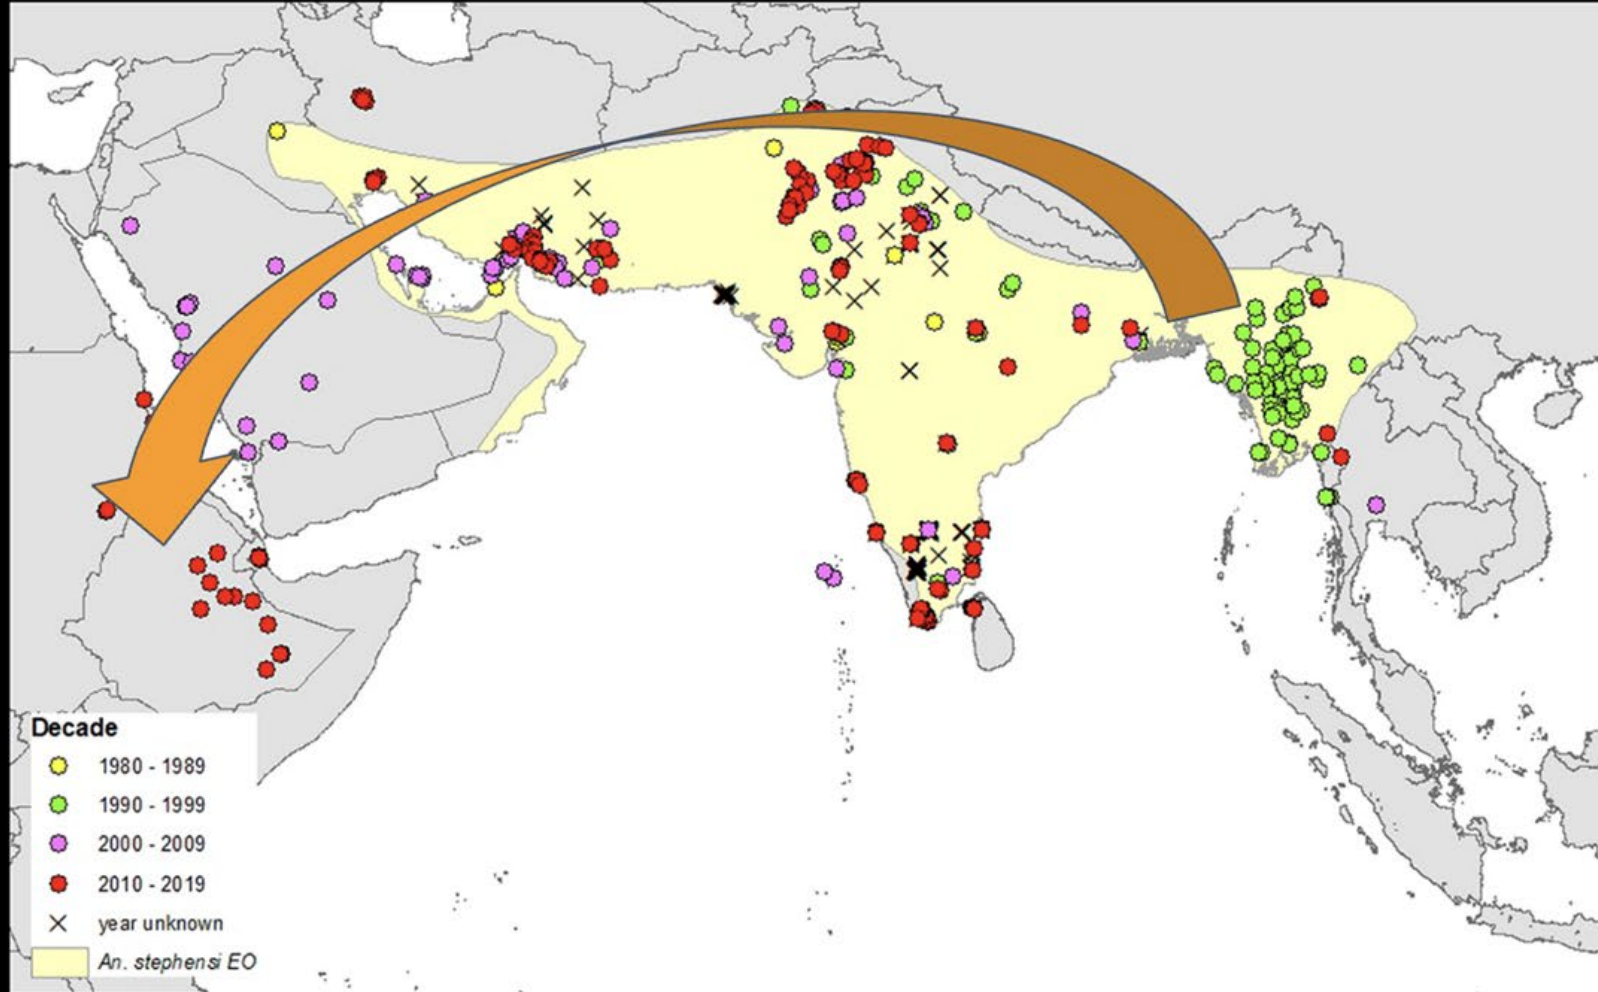 Decade
1980 - 1989
1990 - 1999
2000 - 2009
2010 - 2019
year unknown
An. stephensi EO